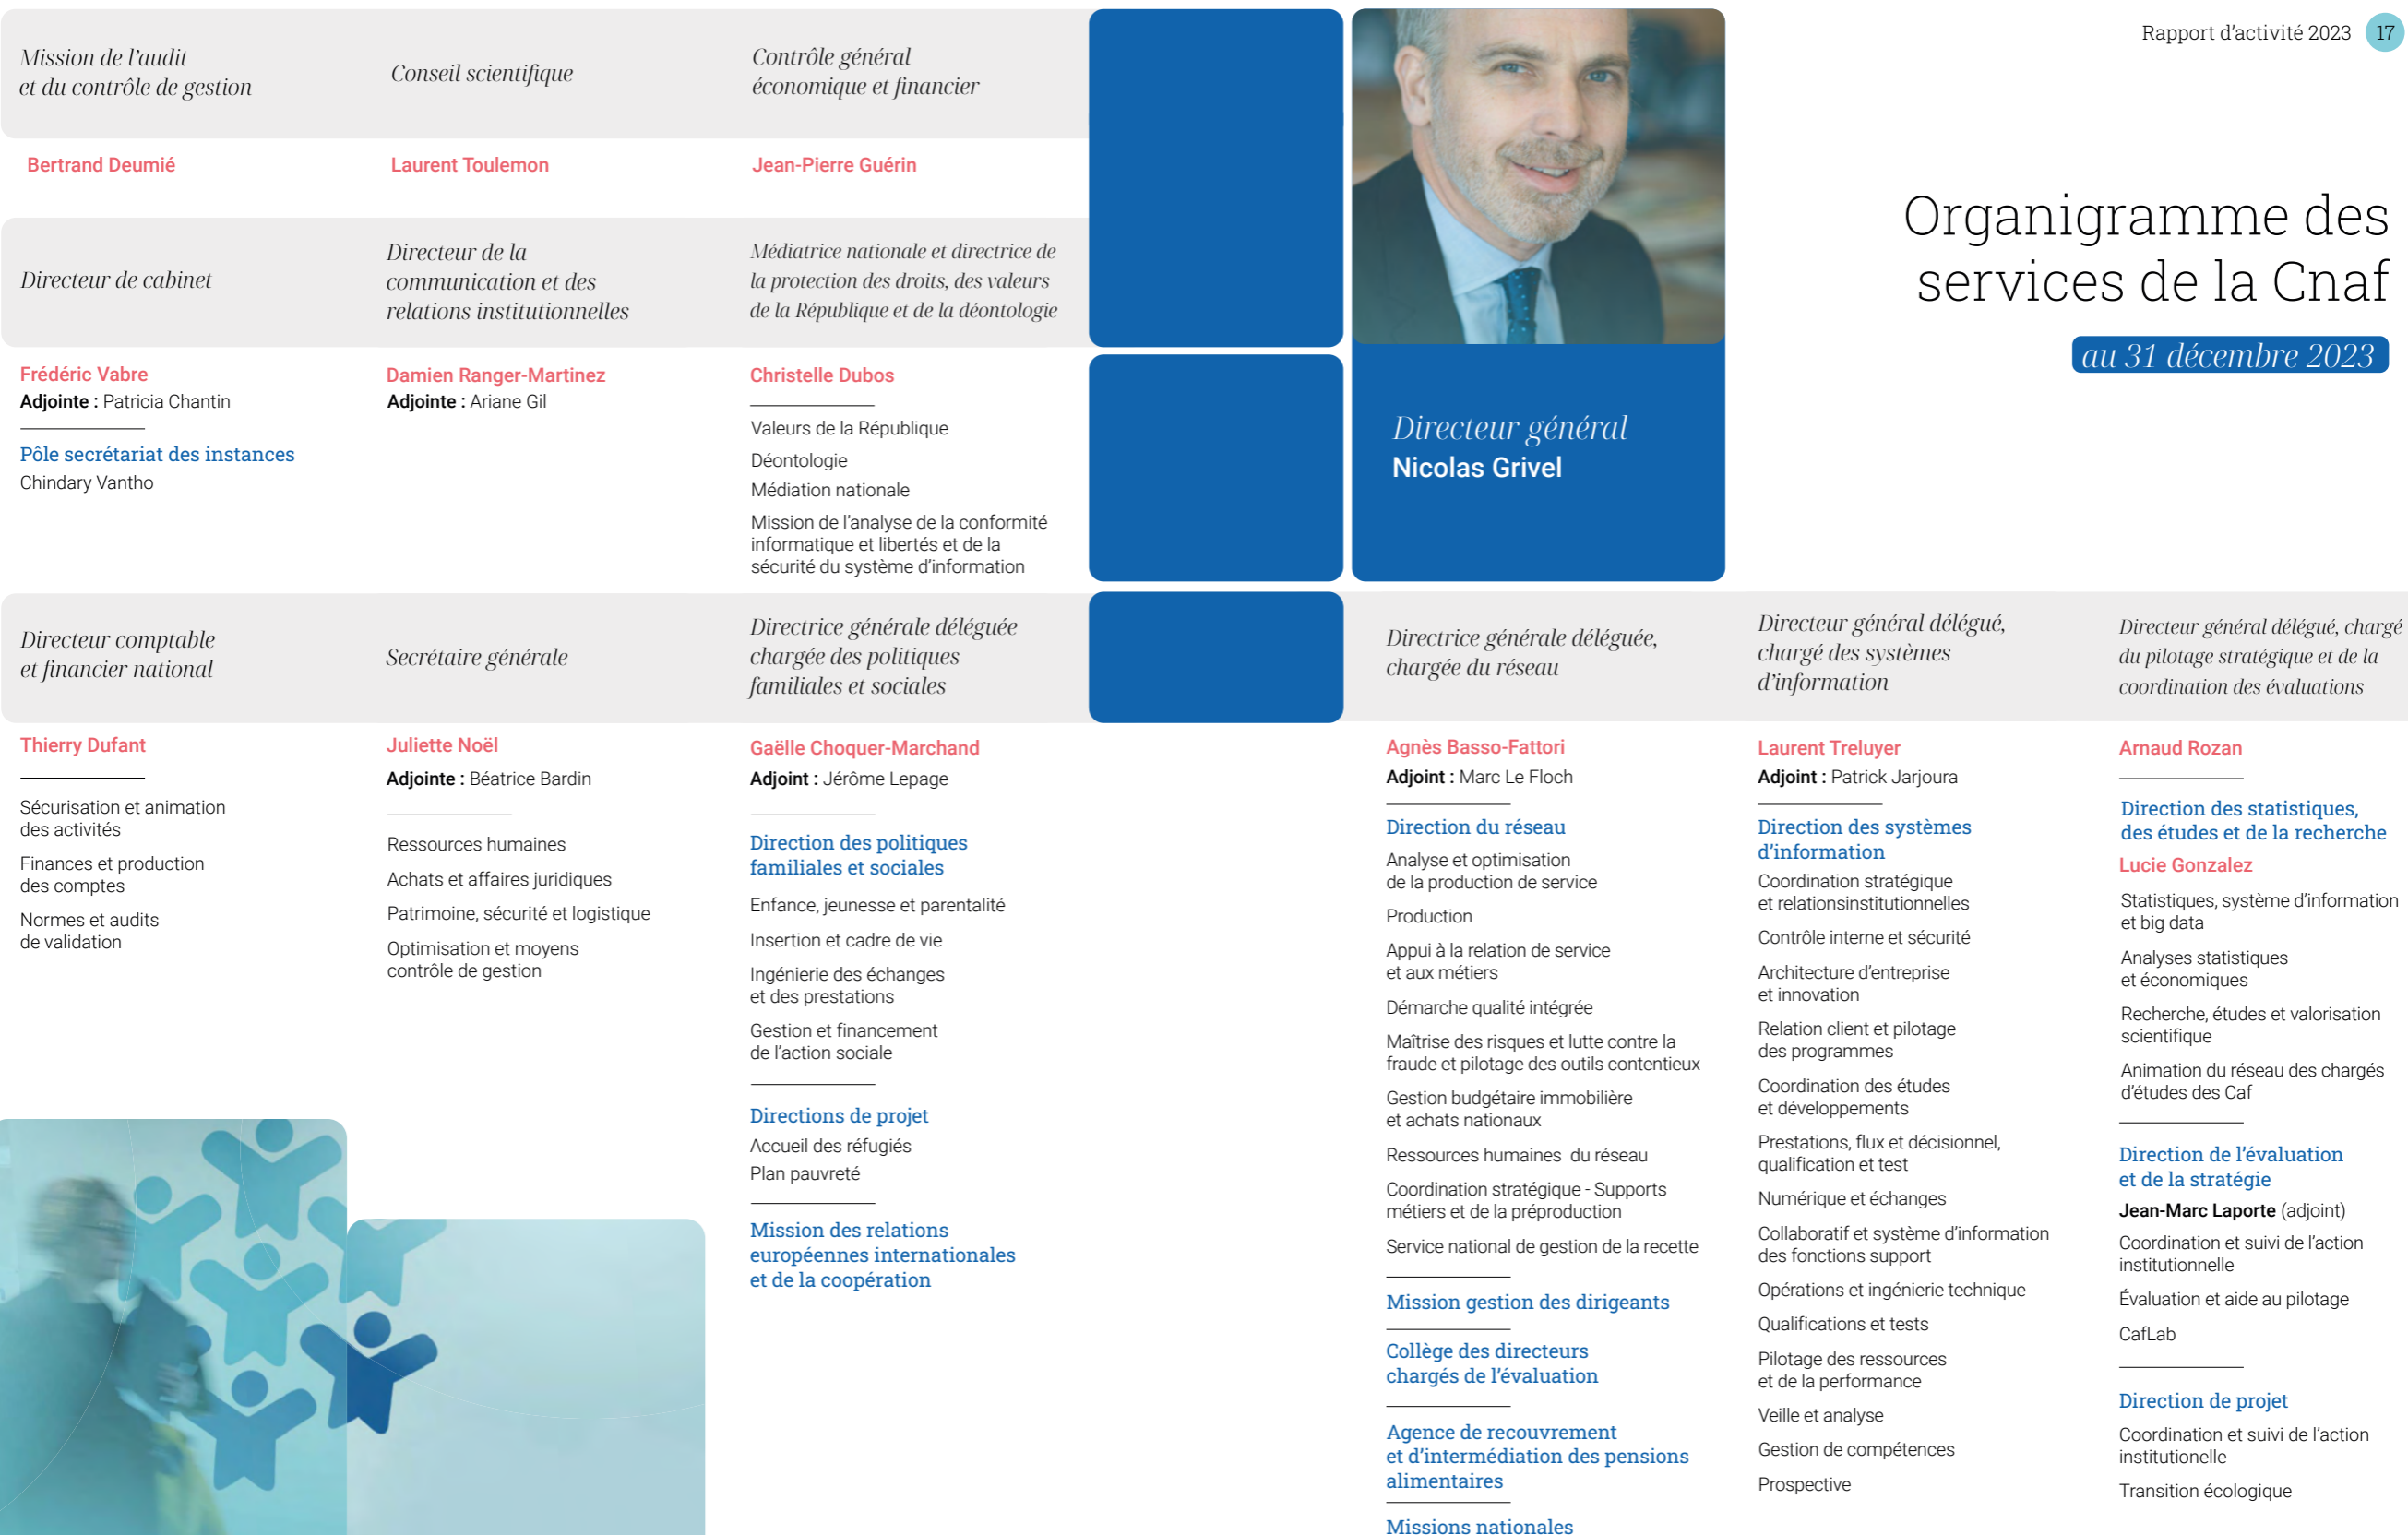 Rapport d'activité 2023 17
Organigramme des
services de la Cnaf
au 31 décembre 2023
Directeur général
Nicolas Grivel
Mission de l'audit
et du contrôle de gestion
Bertrand Deumié
Conseil scientifique
Laurent Toulemon
Contrôle général
économique et financier
Jean-Pierre Guérin
Directeur de cabinet
Frédéric Vabre
Adjointe : Patricia Chantin
Pôle secrétariat des instances
Chindary Vantho
Directeur de la
communication et des
relations institutionnelles
Damien Ranger-Martinez
Adjointe : Ariane Gil
Médiatrice nationale et directrice de
la protection des droits, des valeurs
de la République et de la déontologie
Christelle Dubos
Valeurs de la République
Déontologie
Médiation nationale
Mission de l'analyse de la conformité
informatique et libertés et de la
sécurité du système d'information
Directeur comptable
et financier national
Thierry Dufant
Sécurisation et animation
des activités
Finances et production
des comptes
Normes et audits
de validation
Secrétaire générale
Juliette Noël
Adjointe : Béatrice Bardin
Ressources humaines
Achats et affaires juridiques
Patrimoine, sécurité et logistique
Optimisation et moyens
contrôle de gestion
Directrice générale déléguée
chargée des politiques
familiales et sociales
Gaëlle Choquer-Marchand
Adjoint : Jérôme Lepage
Direction des politiques
familiales et sociales
Enfance, jeunesse et parentalité
Insertion et cadre de vie
Ingénierie des échanges
et des prestations
Gestion et financement
de l'action sociale
Directions de projet
Accueil des réfugiés
Plan pauvreté
Mission des relations
européennes internationales
et de la coopération
Directrice générale déléguée,
chargée du réseau
Agnès Basso-Fattori
Adjoint : Marc Le Floch
Direction du réseau
Analyse et optimisation
de la production de service
Production
Appui à la relation de service
et aux métiers
Démarche qualité intégrée
Maîtrise des risques et lutte contre la
fraude et pilotage des outils contentieux
Gestion budgétaire immobilière
et achats nationaux
Ressources humaines du réseau
Coordination stratégique - Supports
métiers et de la préproduction
Service national de gestion de la recette
Mission gestion des dirigeants
Collège des directeurs
chargés de l'évaluation
Agence de recouvrement
et d'intermédiation des pensions
alimentaires
Missions nationales
Directeur général délégué,
chargé des systèmes
d'information
Laurent Treluyer
Adjoint : Patrick Jarjoura
Direction des systèmes
d'information
Coordination stratégique
et relationsinstitutionnelles
Contrôle interne et sécurité
Architecture d'entreprise
et innovation
Relation client et pilotage
des programmes
Coordination des études
et développements
Prestations, flux et décisionnel,
qualification et test
Numérique et échanges
Collaboratif et système d'information
des fonctions support
Opérations et ingénierie technique
Qualifications et tests
Pilotage des ressources
et de la performance
Veille et analyse
Gestion de compétences
Prospective
Directeur général délégué, chargé
du pilotage stratégique et de la
coordination des évaluations
Arnaud Rozan
Direction des statistiques,
des études et de la recherche
Lucie Gonzalez
Statistiques, système d'information
et big data
Analyses statistiques
et économiques
Recherche, études et valorisation
scientifique
Animation du réseau des chargés
d'études des Caf
Direction de l'évaluation
et de la stratégie
Jean-Marc Laporte (adjoint)
Coordination et suivi de l'action
institutionnelle
Évaluation et aide au pilotage
CafLab
Direction de projet
Coordination et suivi de l'action
institutionelle
Transition écologique